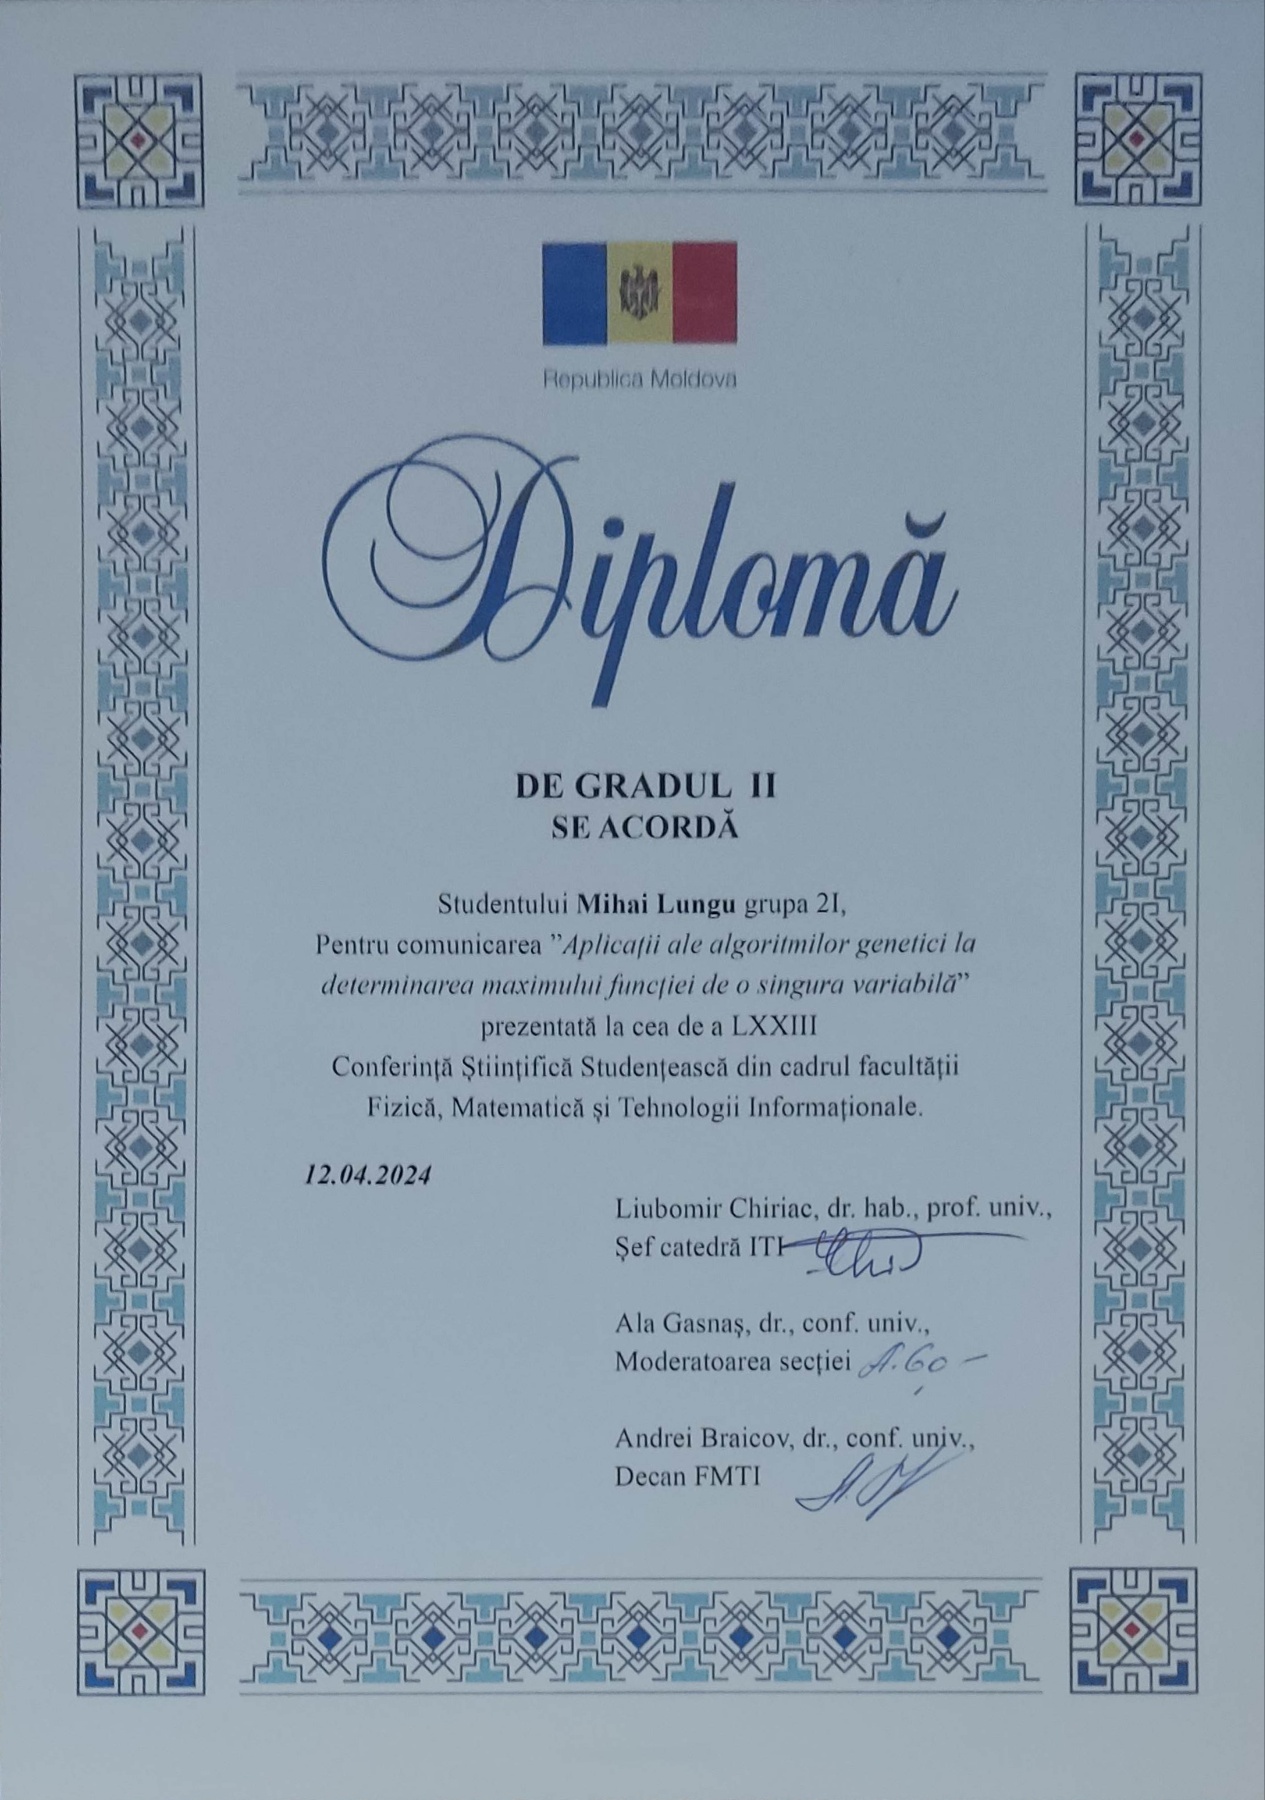 Republica Moldova
Diplomă
DE GRADUL II
SE ACORDĂ
Studentului Mihai Lungu grupa 2I,
Pentru comunicarea ”Aplicații ale algoritmilor genetici la
determinarea maximului funcției de o singura variabilă”
prezentată la cea de a LXXIII
Conferință Științifică Studențească din cadrul facultății
Fizică, Matematică și Tehnologii Informaționale.
12.04.2024
Liubomir Chiriac, dr. hab., prof. univ.,
Șef catedră ITI
Ala Gasnaș, dr., conf. univ.,
Moderatoarea secției
Andrei Braicov, dr., conf. univ.,
Decan FMTI